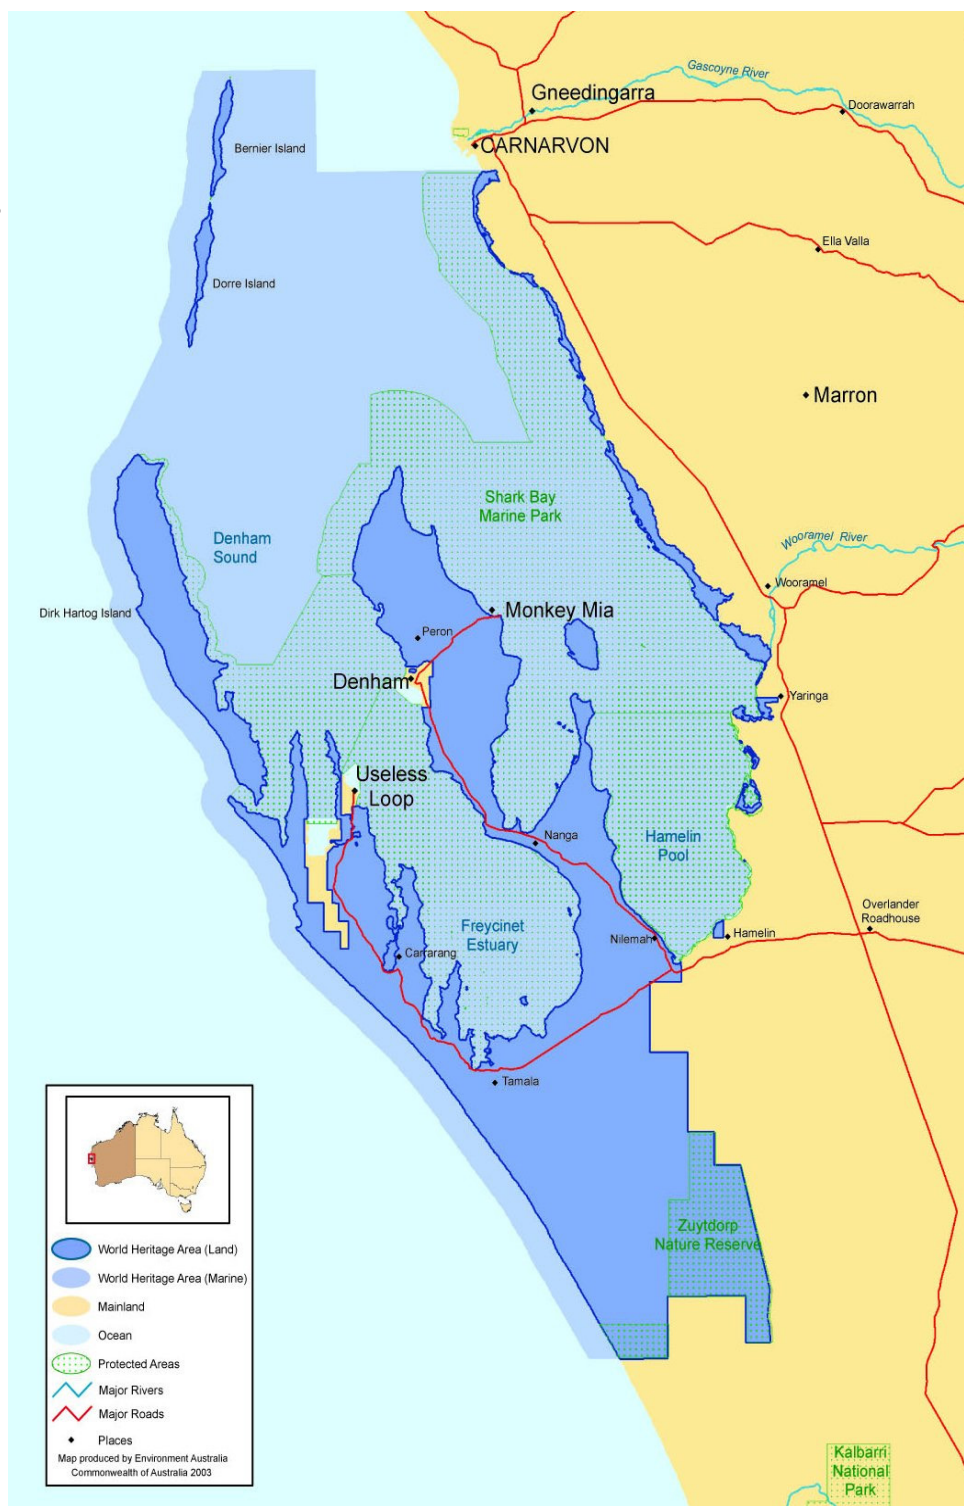 Gascoyne River
Gneedingarra
Doorawarrah
Bernier Island
CARNARVON
Ella Valla
Dorre Island
Marron
Shark Bay
Marine Park
Denham
Sound
Wooramel River
Wooramel
Dirk Hartog Island
Monkey Mia
Peron
Denham
Yaringa
Useless
Loop
Nanga
Hamelin
Pool
Overlander
Roadhouse
Freycinet
Estuary
Nilemah
Hamelin
Carrarang
Tamala
Zuytdorp
Nature Reserve
World Heritage Area (Land)
World Heritage Area (Marine)
Mainland
Ocean
Protected Areas
Major Rivers
Major Roads
Places
Map produced by Environment Australia
Commonwealth of Australia 2003
Kalbarri
National
Park